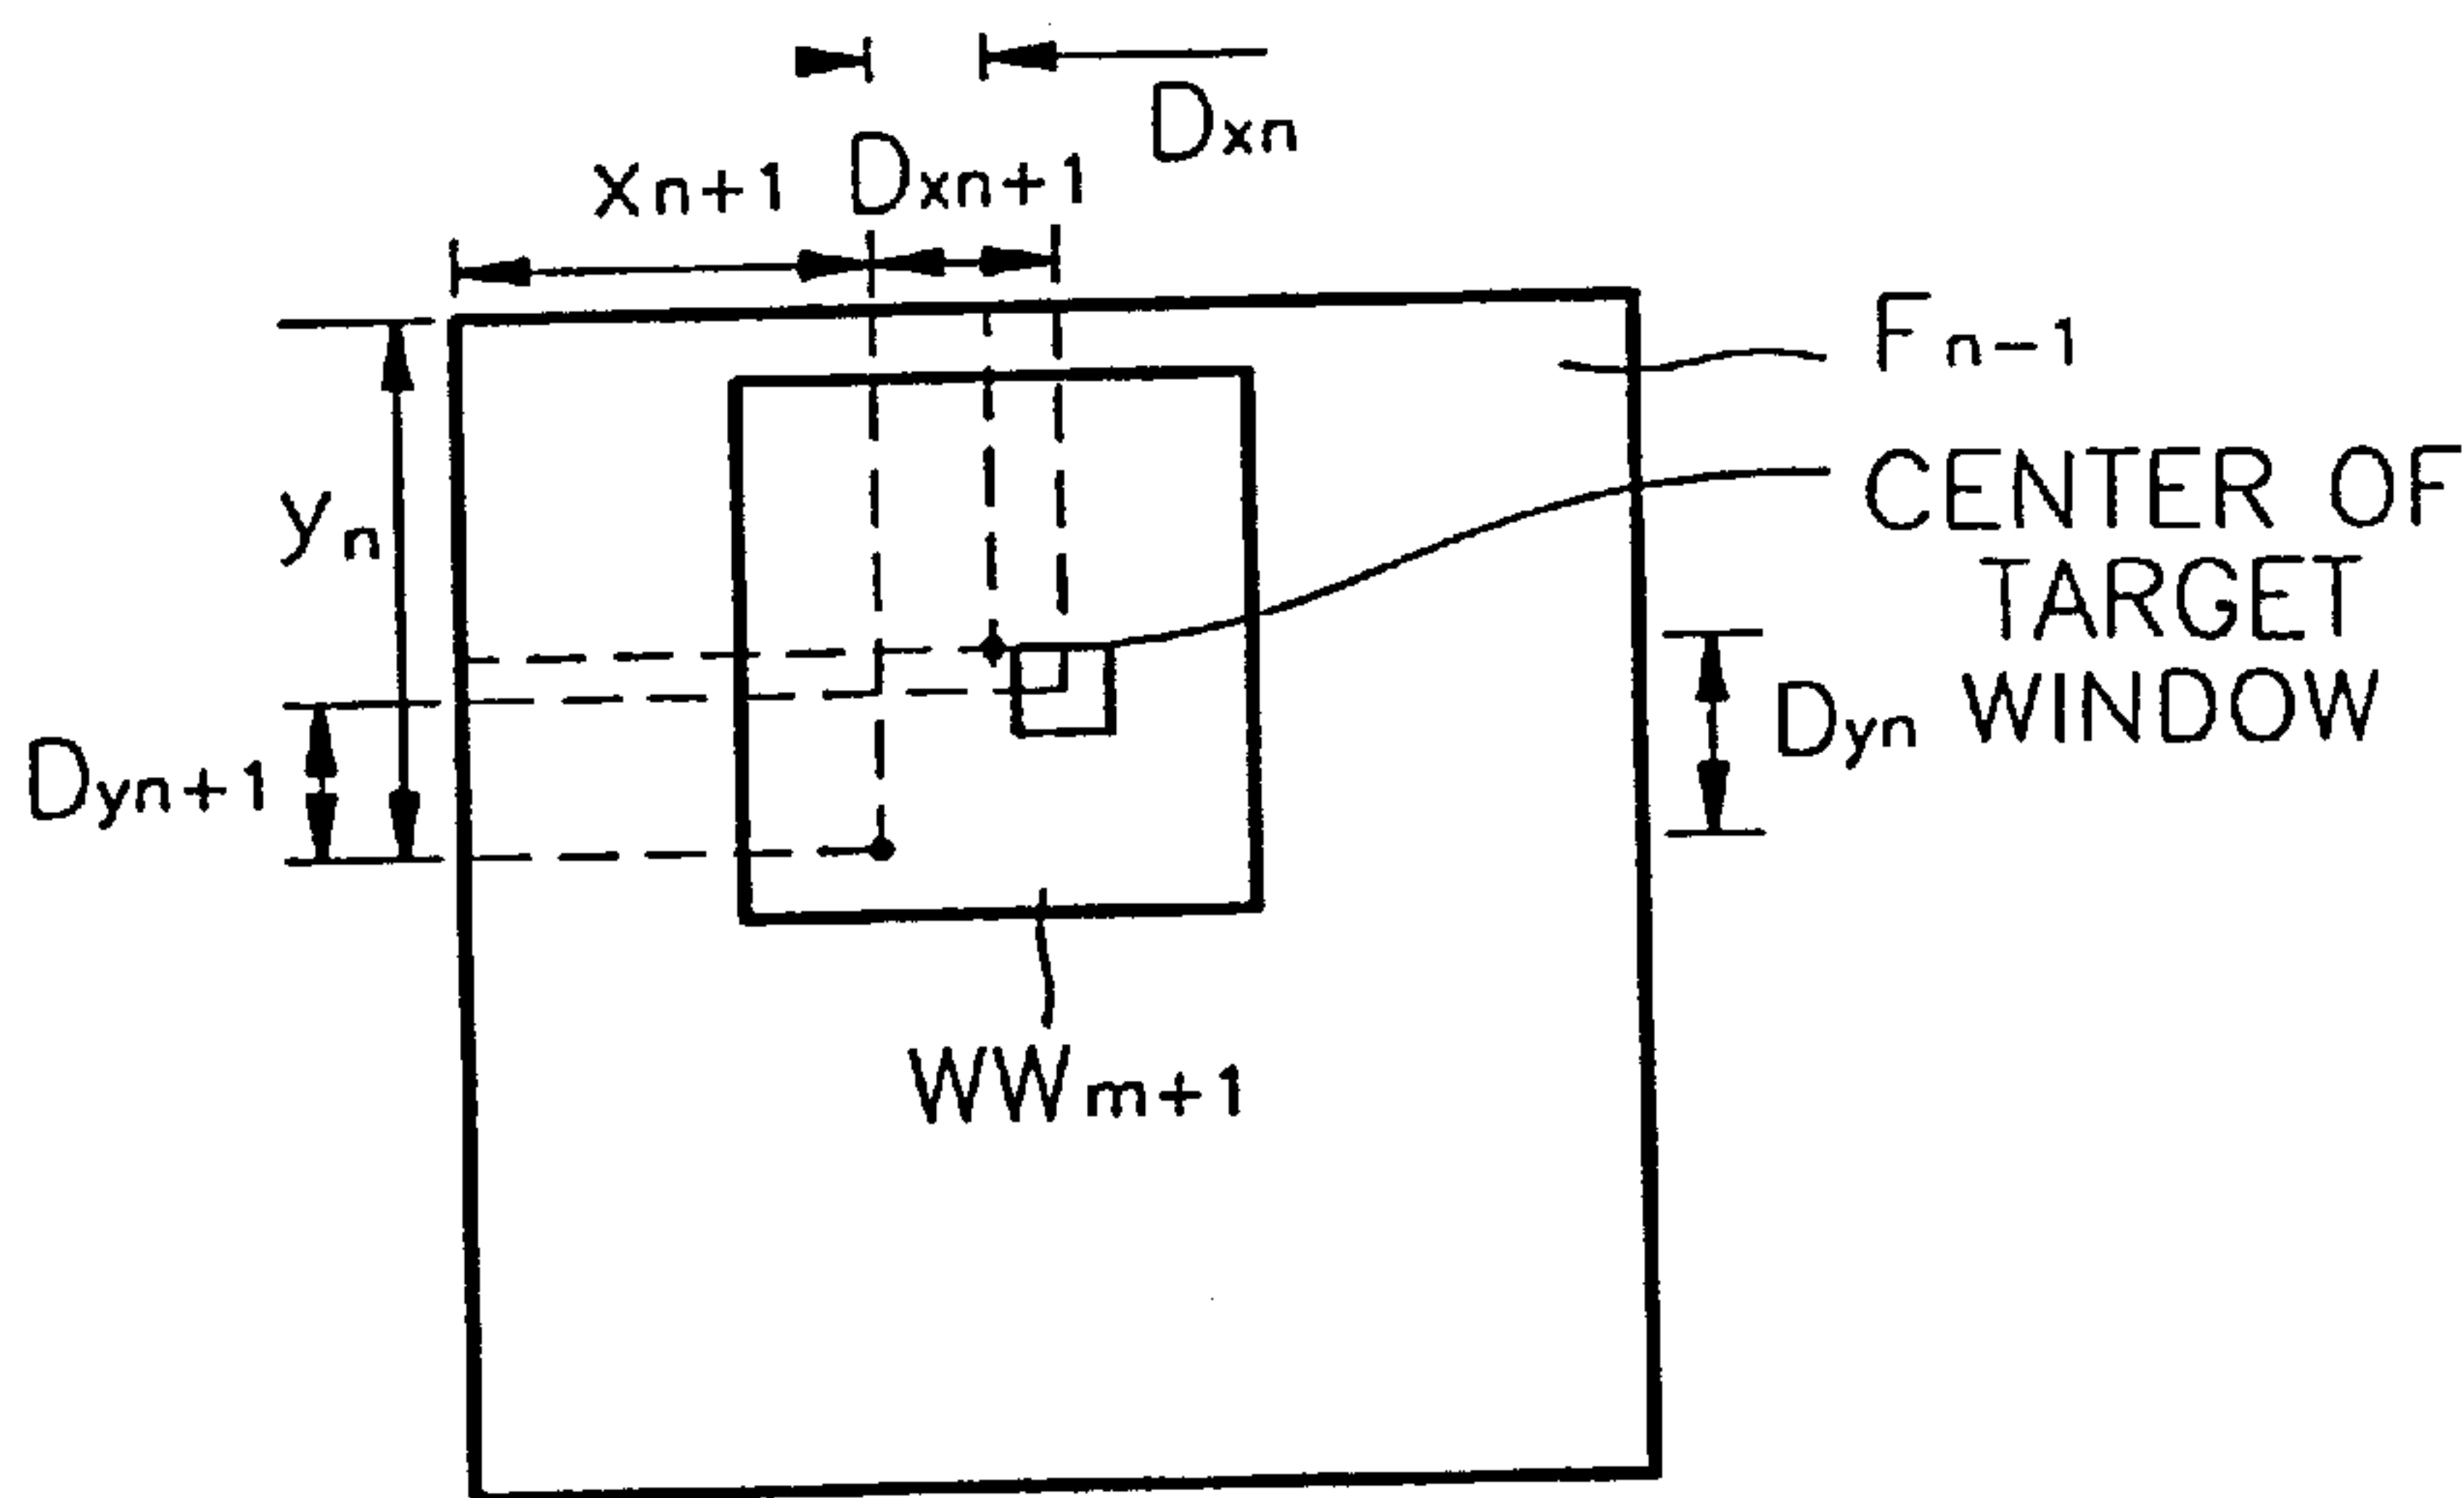 Dxn
xn+1 Dxn+1
Fn-1
yn
CENTER OF
TARGET
WINDOW
Dyn
Dyn+1
WWm+1